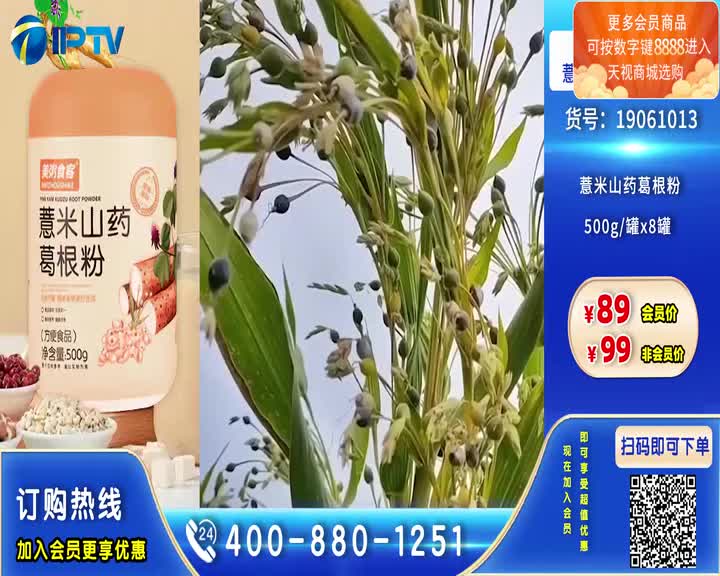 IPTV
美粥食客
薏米山药
葛根粉
(方便食品)
净含量:500g
更多会员商品
可按数字键8888进入
天视商城选购
薏
货号：19061013
薏米山药葛根粉
500g/罐x8罐
¥89 会员价
¥99 非会员价
扫码即可下单
即可享受超值优惠
现在加入会员
订购热线
加入会员更享优惠
24
400-880-1251